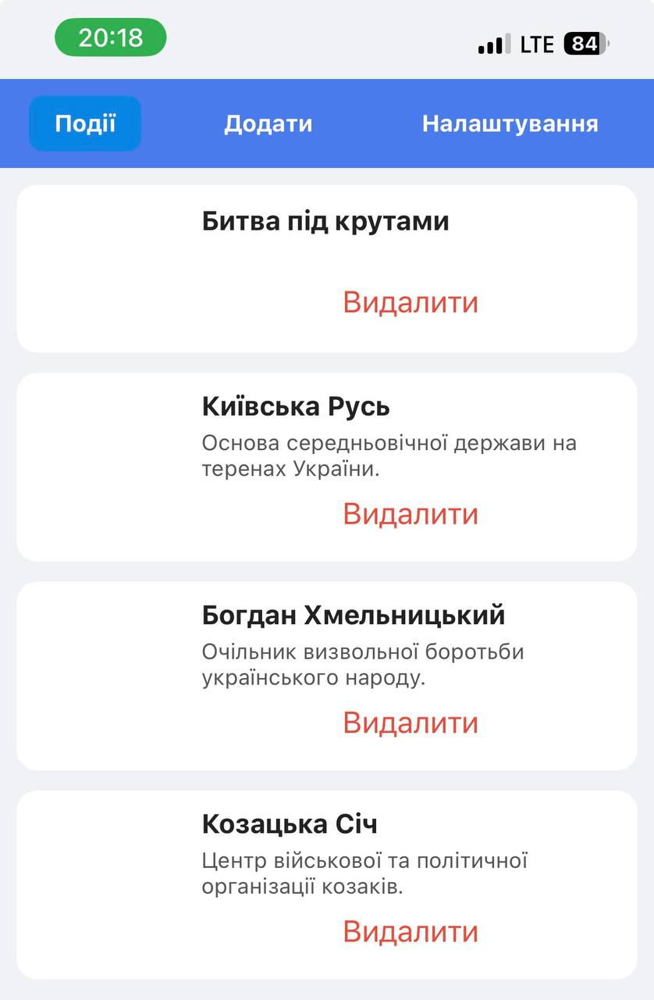 20:18
LTE 84
Події Додати Налаштування
Битва під крутами
Видалити
Київська Русь
Основа середньовічної держави на
теренах України.
Видалити
Богдан Хмельницький
Очільник визвольної боротьби
українського народу.
Видалити
Козацька Січ
Центр військової та політичної
організації козаків.
Видалити